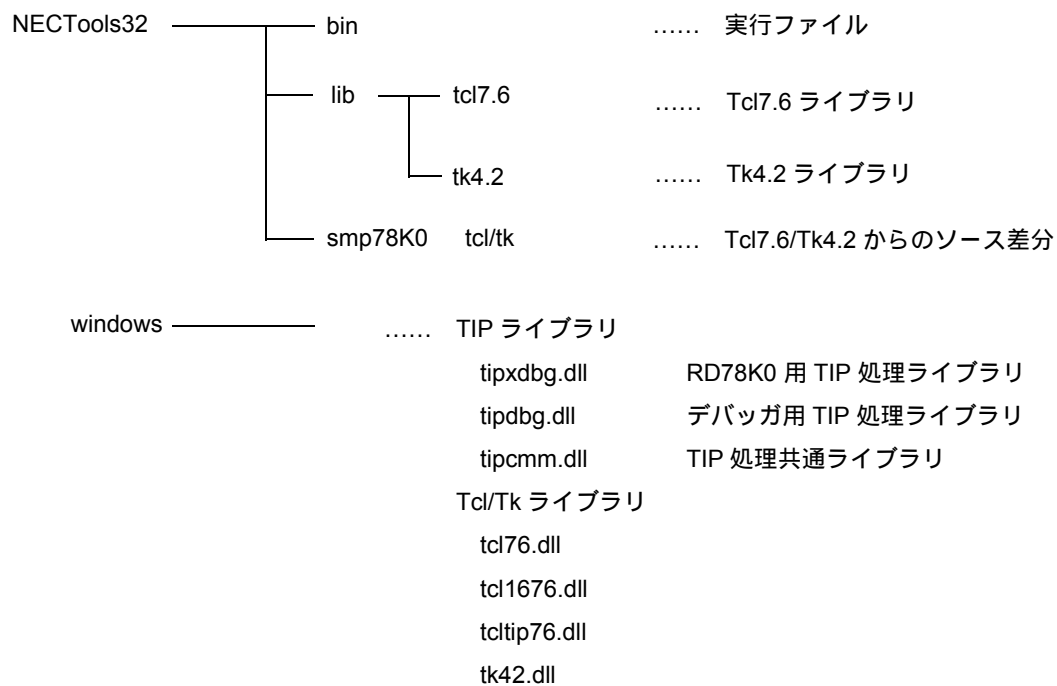 NECTools32 bin …… 実行ファイル
lib tcl7.6 …… Tcl7.6 ライブラリ
tk4.2 …… Tk4.2 ライブラリ
smp78K0 tcl/tk …… Tcl7.6/Tk4.2 からのソース差分
windows …… TIP ライブラリ
tipxdbg.dll RD78K0 用 TIP 処理ライブラリ
tipdbg.dll デバッガ用 TIP 処理ライブラリ
tipcmm.dll TIP 処理共通ライブラリ
Tcl/Tk ライブラリ
tcl76.dll
tcl1676.dll
tcltip76.dll
tk42.dll